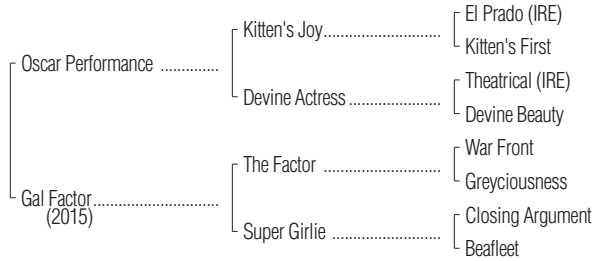 El Prado (IRE)
Kitten's Joy........................
Kitten's First
Oscar Performance ..............
Theatrical (IRE)
Devine Actress ......................
Devine Beauty
War Front
The Factor ............................
Greyciousness
Gal Factor..............................
(2015)
Closing Argument
Super Girlie ..........................
Beafleet